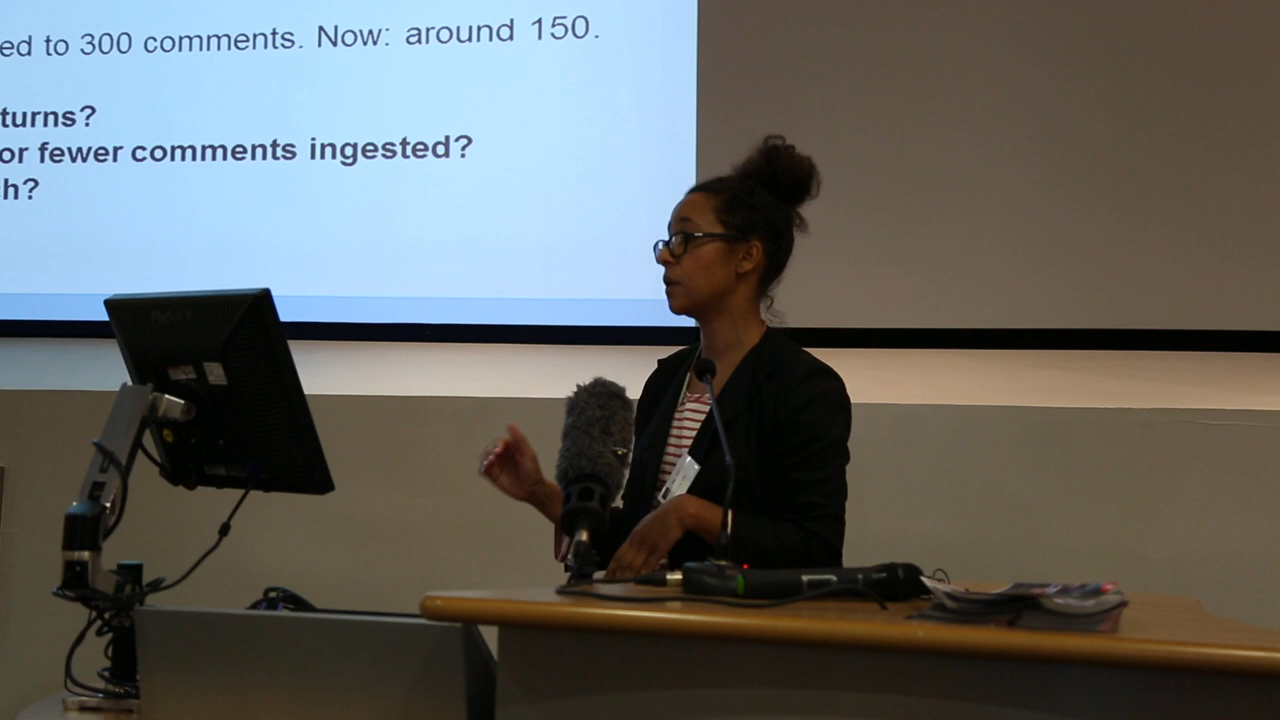 ed to 300 comments. Now: around 150.
turns?
or fewer comments ingested?
h?